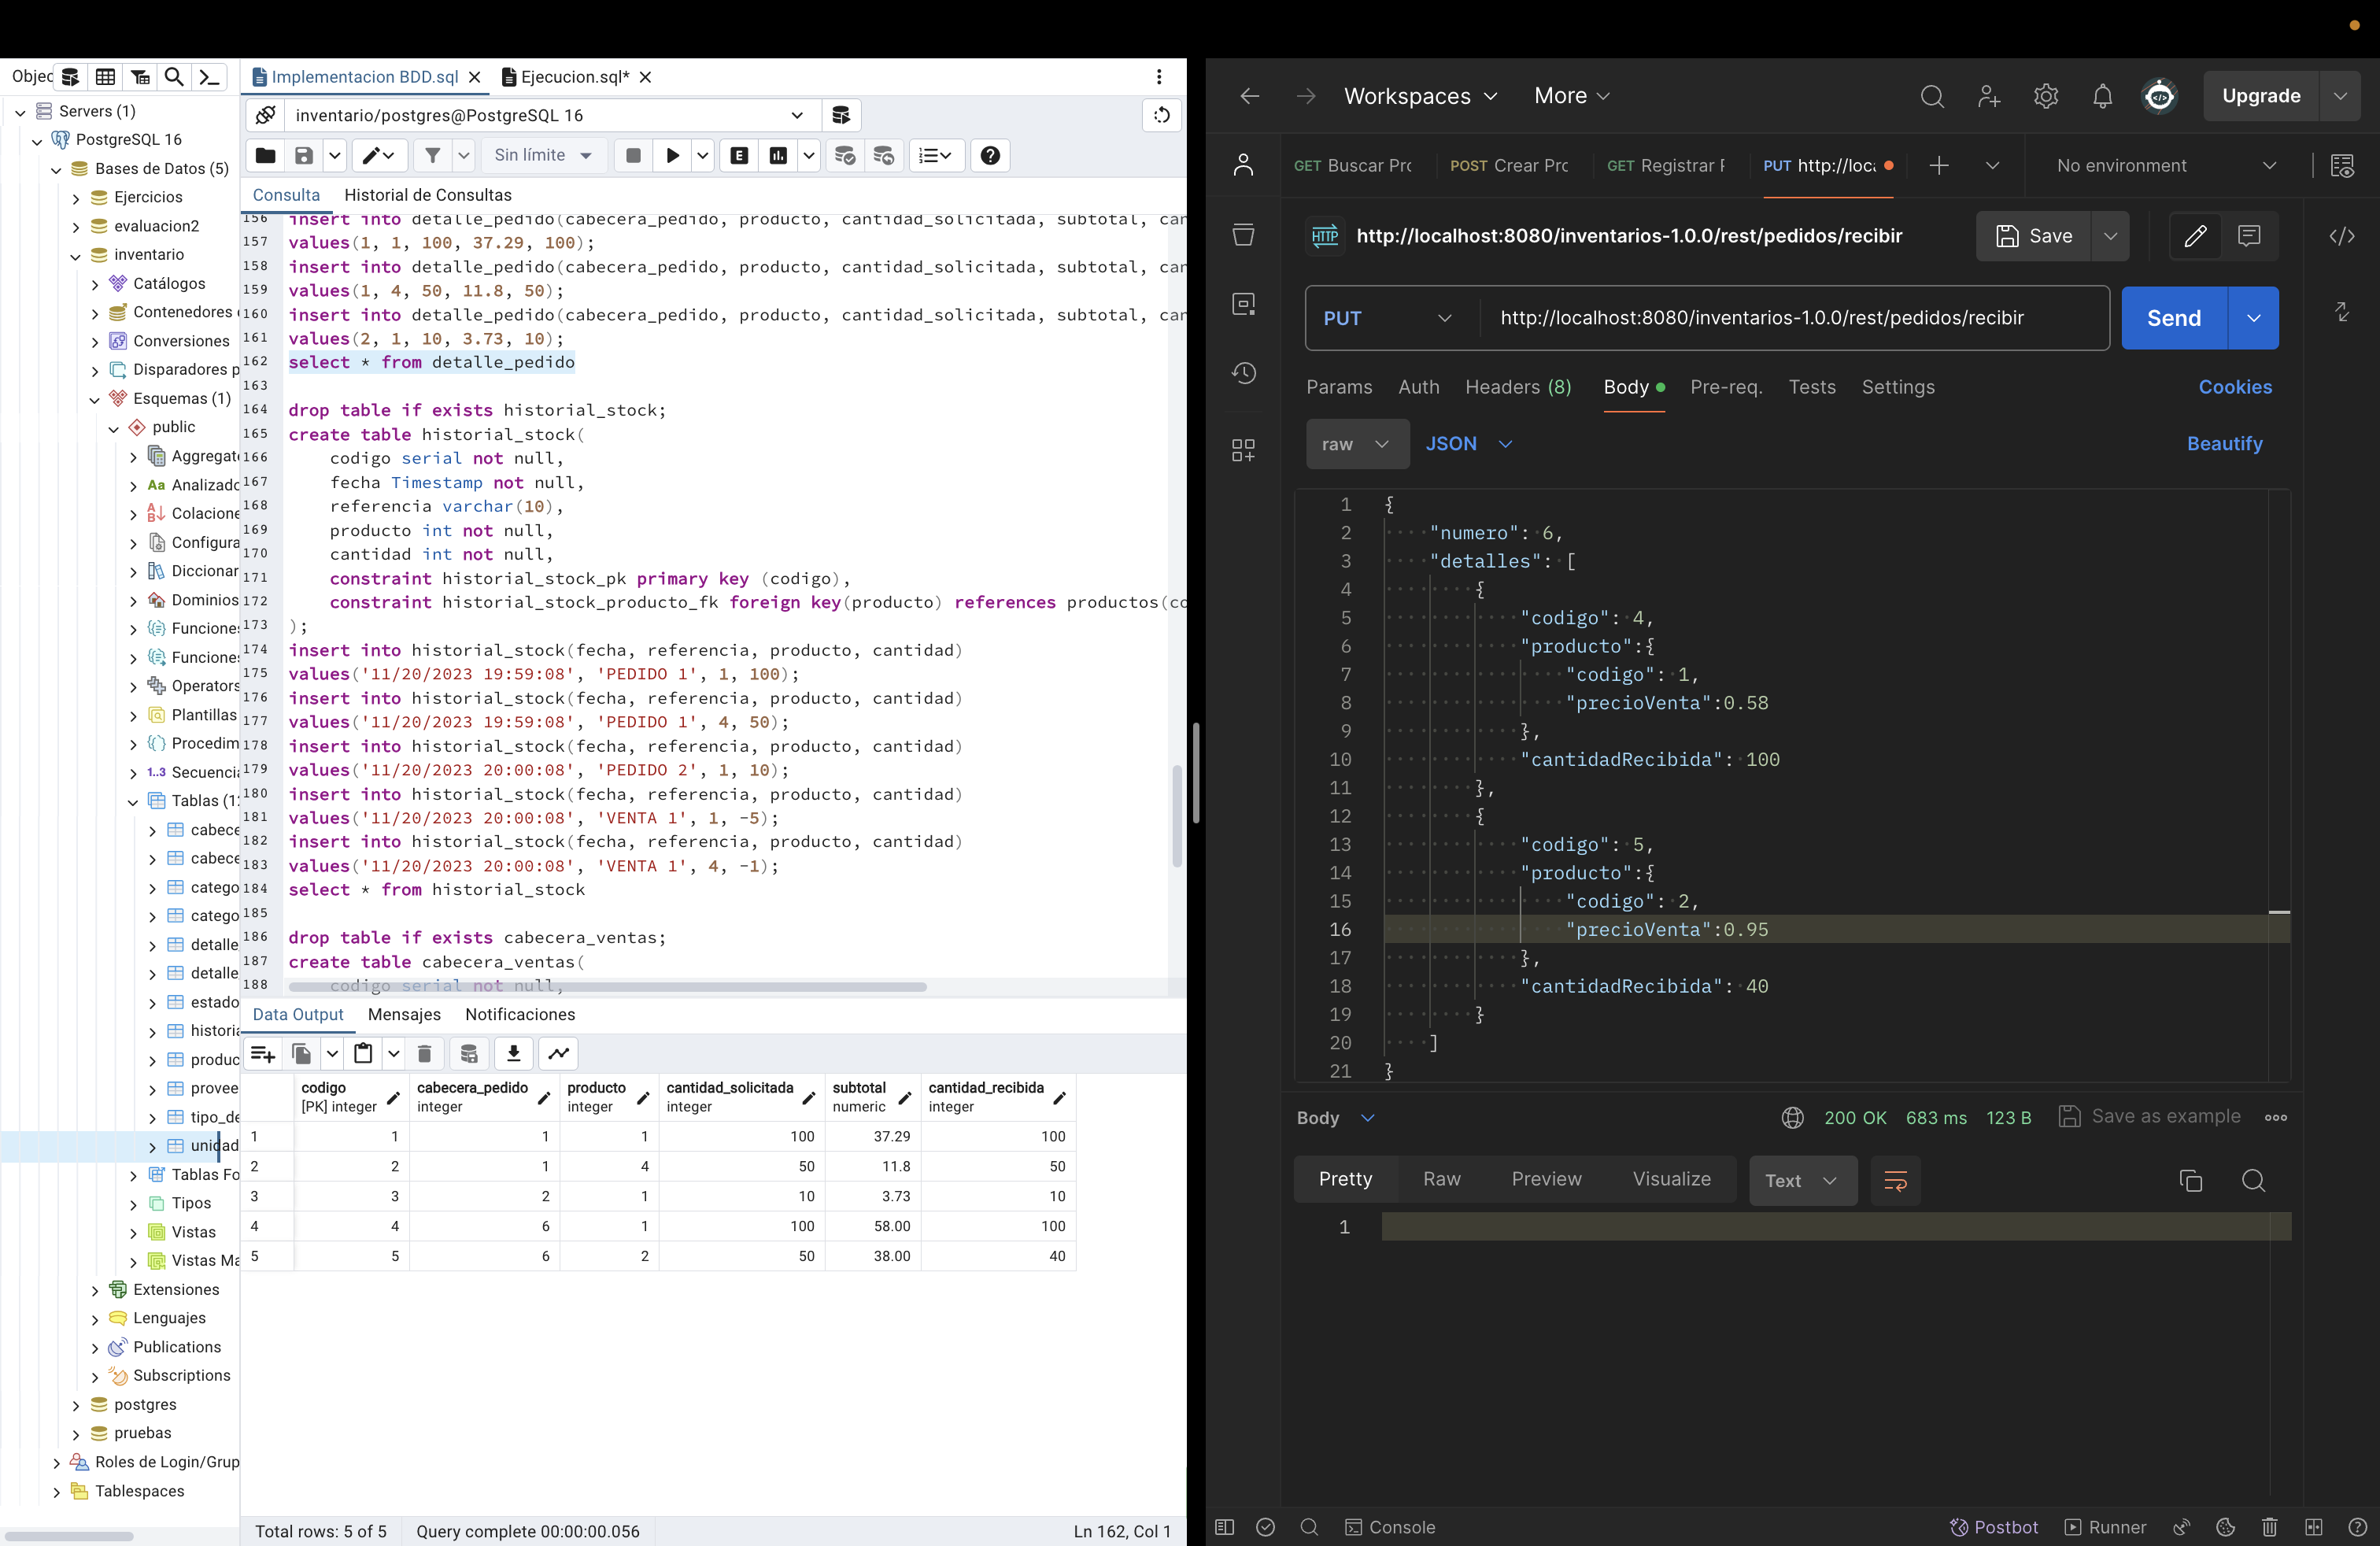 Objec
Servers (1)
PostgreSQL 16
Bases de Datos (5)
Ejercicios
evaluacion2
inventario
Catálogos
Contenedores
Conversiones
Disparadores p
Esquemas (1)
public
Aggregate
Analizado
Colacione
Configura
Diccionar
Dominios
Funciones
Funciones
Operators
Plantillas
Procedim
1..3 Secuencia
Tablas (1
cabece
cabece
catego
catego
detalle
detalle
estado
historia
produc
provee
tipo_de
unidad
Tablas Fo
Tipos
Vistas
Vistas Ma
Extensiones
Lenguajes
Publications
Subscriptions
postgres
pruebas
Roles de Login/Grup
Tablespaces
Implementacion BDD.sql
Ejecucion.sql*
inventario/postgres@PostgreSQL 16
Sin límite
Consulta Historial de Consultas
156 insert into detalle_pedido(cabecera_pedido, producto, cantidad_solicitada, subtotal, can
157 values(1, 1, 100, 37.29, 100);
158 insert into detalle_pedido(cabecera_pedido, producto, cantidad_solicitada, subtotal, can
159 values(1, 4, 50, 11.8, 50);
160 insert into detalle_pedido(cabecera_pedido, producto, cantidad_solicitada, subtotal, can
161 values(2, 1, 10, 3.73, 10);
162 select * from detalle_pedido
163
164 drop table if exists historial_stock;
165 create table historial_stock(
166 codigo serial not null,
167 fecha Timestamp not null,
168 referencia varchar(10),
169 producto int not null,
170 cantidad int not null,
171 constraint historial_stock_pk primary key (codigo),
172 constraint historial_stock_producto_fk foreign key(producto) references productos(co
173 );
174 insert into historial_stock(fecha, referencia, producto, cantidad)
175 values('11/20/2023 19:59:08', 'PEDIDO 1', 1, 100);
176 insert into historial_stock(fecha, referencia, producto, cantidad)
177 values('11/20/2023 19:59:08', 'PEDIDO 1', 4, 50);
178 insert into historial_stock(fecha, referencia, producto, cantidad)
179 values('11/20/2023 20:00:08', 'PEDIDO 2', 1, 10);
180 insert into historial_stock(fecha, referencia, producto, cantidad)
181 values('11/20/2023 20:00:08', 'VENTA 1', 1, -5);
182 insert into historial_stock(fecha, referencia, producto, cantidad)
183 values('11/20/2023 20:00:08', 'VENTA 1', 4, -1);
184 select * from historial_stock
185
186 drop table if exists cabecera_ventas;
187 create table cabecera_ventas(
188 codigo serial not null,
Data Output Mensajes Notificaciones
codigo cabecera_pedido producto cantidad_solicitada subtotal cantidad_recibida
[PK] integer integer integer integer numeric integer
1 1 1 1 100 37.29 100
2 2 1 4 50 11.8 50
3 3 2 1 10 3.73 10
4 4 6 1 100 58.00 100
5 5 6 2 50 38.00 40
Total rows: 5 of 5 Query complete 00:00:00.056 Ln 162, Col 1
Workspaces More Upgrade
GET Buscar Prc POST Crear Prc GET Registrar F PUT http://loca No environment
HTTP http://localhost:8080/inventarios-1.0.0/rest/pedidos/recibir Save
PUT http://localhost:8080/inventarios-1.0.0/rest/pedidos/recibir Send
Params Auth Headers (8) Body Pre-req. Tests Settings Cookies
raw JSON Beautify
1 {
2 "numero": 6,
3 "detalles": [
4 {
5 "codigo": 4,
6 "producto":{
7 "codigo": 1,
8 "precioVenta":0.58
9 },
10 "cantidadRecibida": 100
11 },
12 {
13 "codigo": 5,
14 "producto":{
15 "codigo": 2,
16 "precioVenta":0.95
17 },
18 "cantidadRecibida": 40
19 }
20 ]
21 }
Body 200 OK 683 ms 123 B Save as example
Pretty Raw Preview Visualize Text
1
Console Postbot Runner